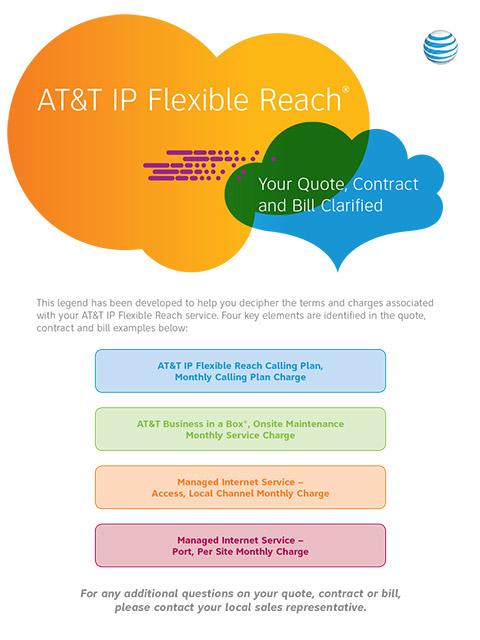 AT&T IP Flexible Reach®
Your Quote, Contract
and Bill Clarified
This legend has been developed to help you decipher the terms and charges associated
with your AT&T IP Flexible Reach service. Four key elements are identified in the quote,
contract and bill examples below:
AT&T IP Flexible Reach Calling Plan,
Monthly Calling Plan Charge
AT&T Business in a Box®, Onsite Maintenance
Monthly Service Charge
Managed Internet Service –
Access, Local Channel Monthly Charge
Managed Internet Service –
Port, Per Site Monthly Charge
For any additional questions on your quote, contract or bill,
please contact your local sales representative.